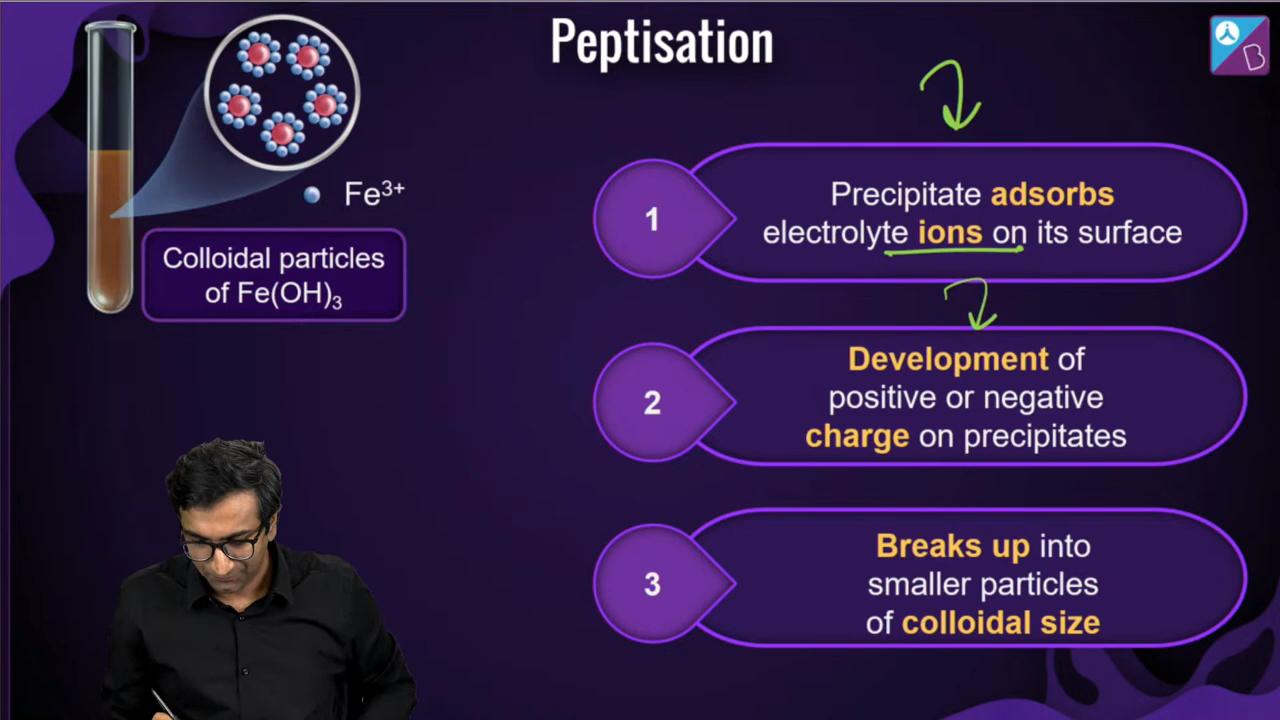 Peptisation
B
Fe³⁺
Colloidal particles
of Fe(OH)₃
1
Precipitate adsorbs
electrolyte ions on its surface
2
Development of
positive or negative
charge on precipitates
3
Breaks up into
smaller particles
of colloidal size